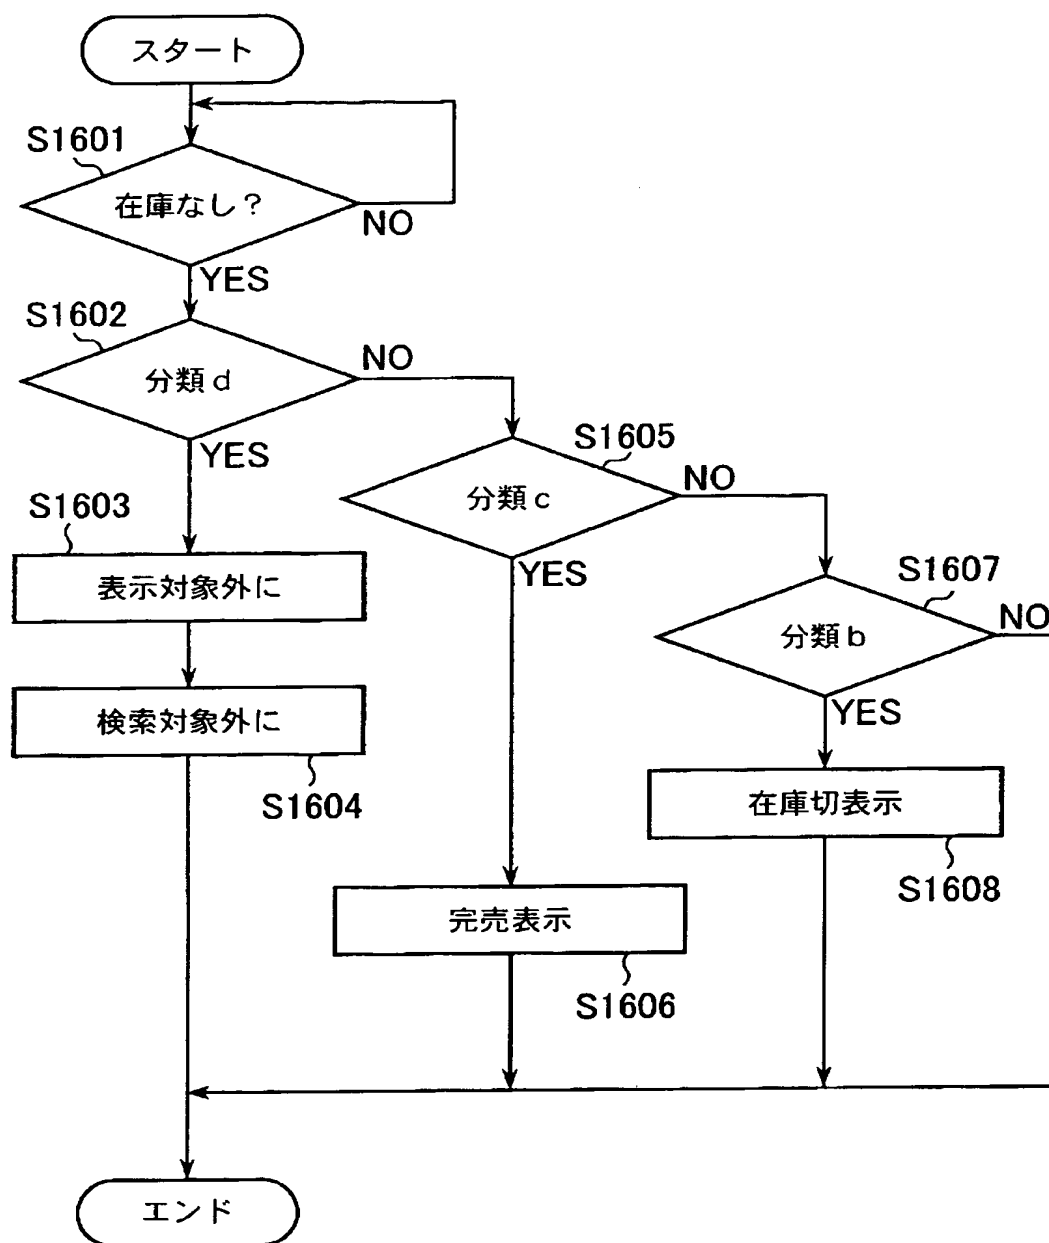 スタート
S1601
在庫なし？
NO
YES
S1602
分類d
NO
YES
S1605
分類c
NO
YES
S1603
表示対象外に
S1607
分類b
NO
YES
検索対象外に
S1604
在庫切表示
S1608
完売表示
S1606
エンド